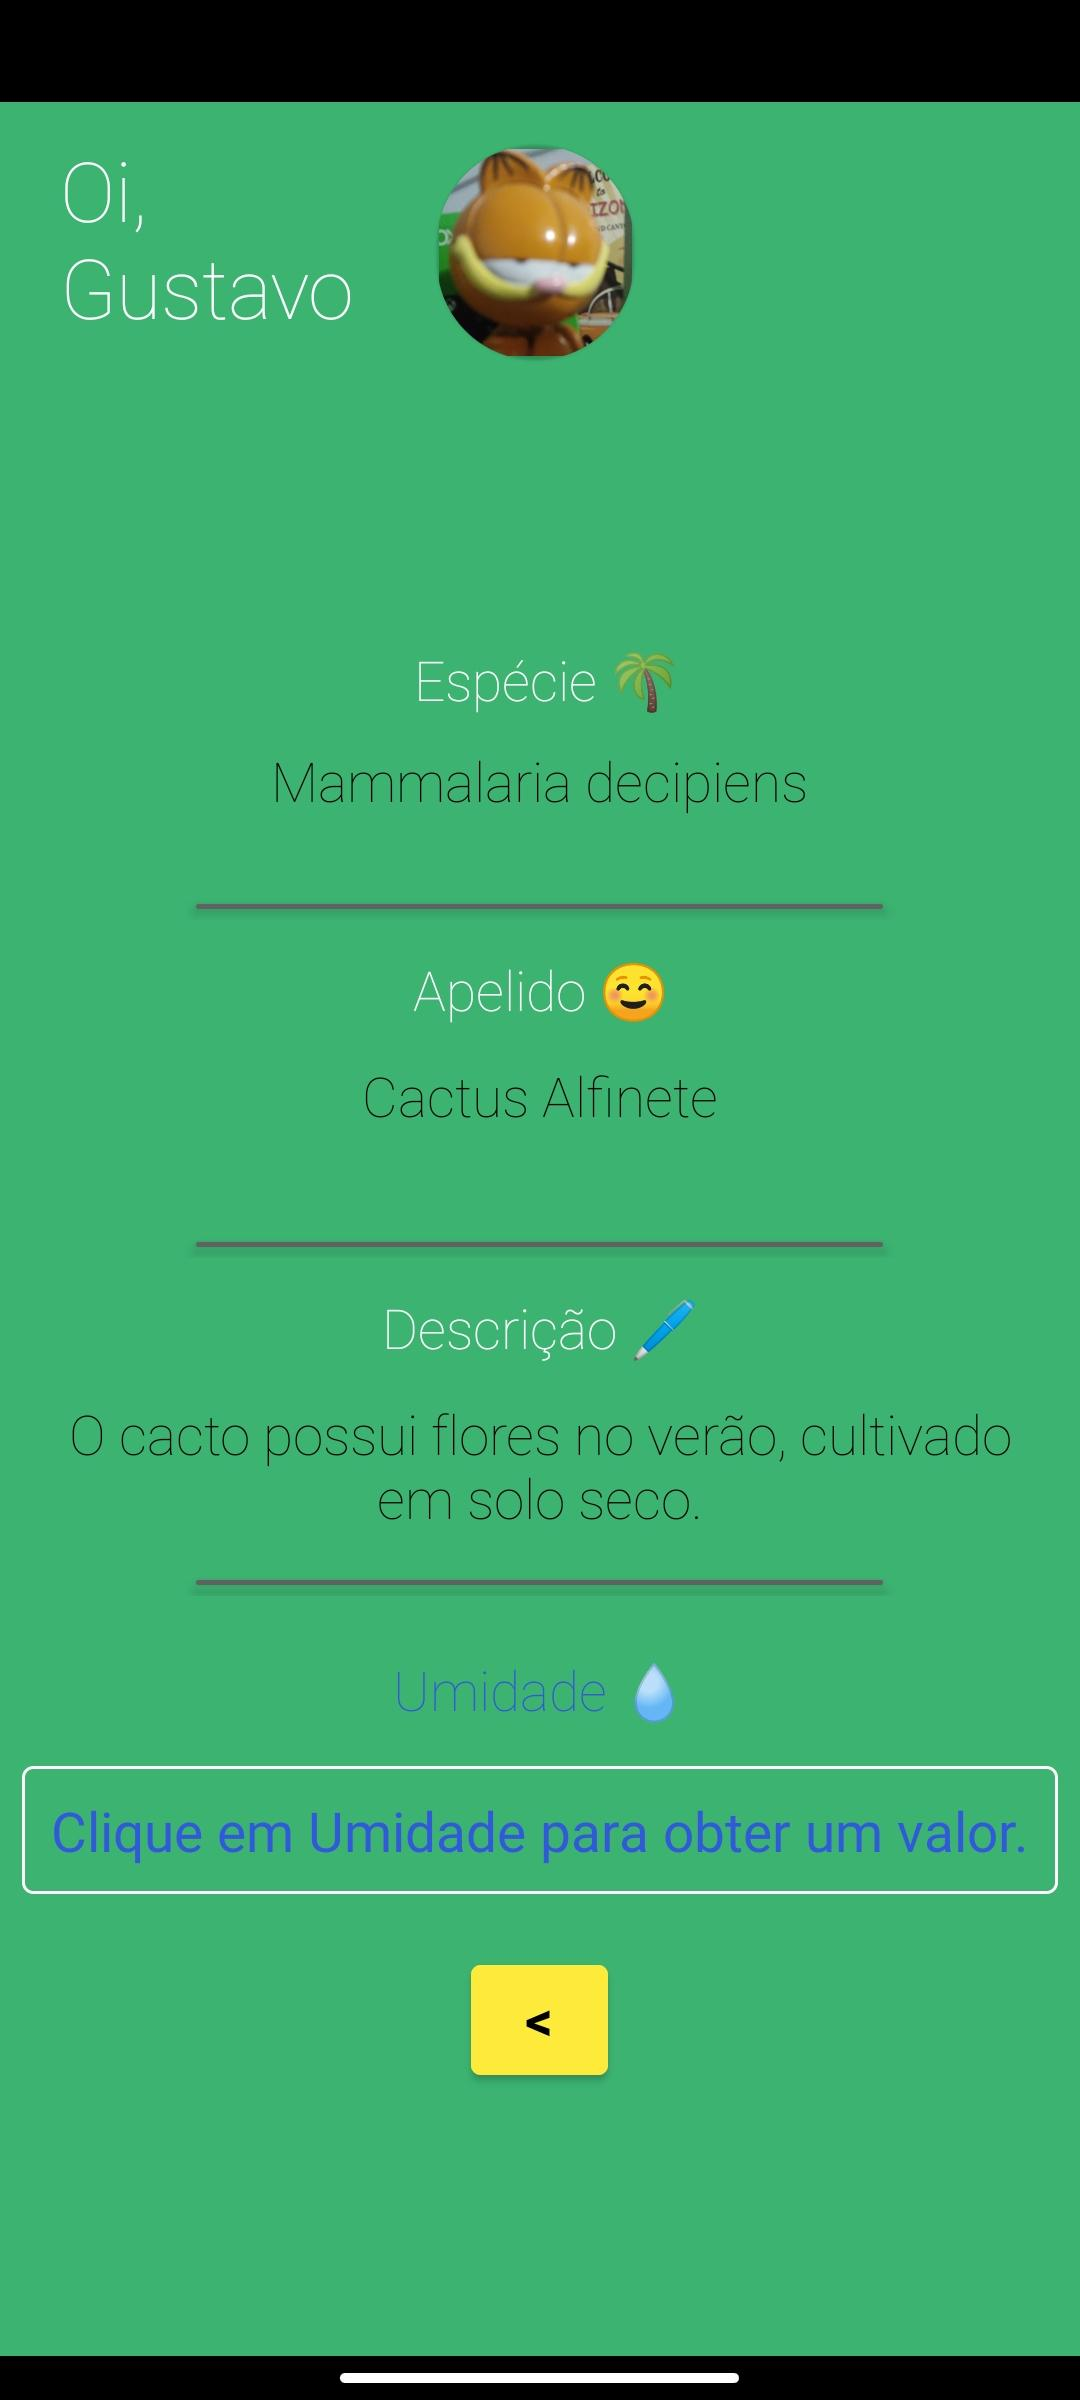 Oi,
Gustavo
Espécie 🌴
Mammalaria decipiens
Apelido ☺️
Cactus Alfinete
Descrição 🖊️
O cacto possui flores no verão, cultivado
em solo seco.
Umidade 💧
Clique em Umidade para obter um valor.
<